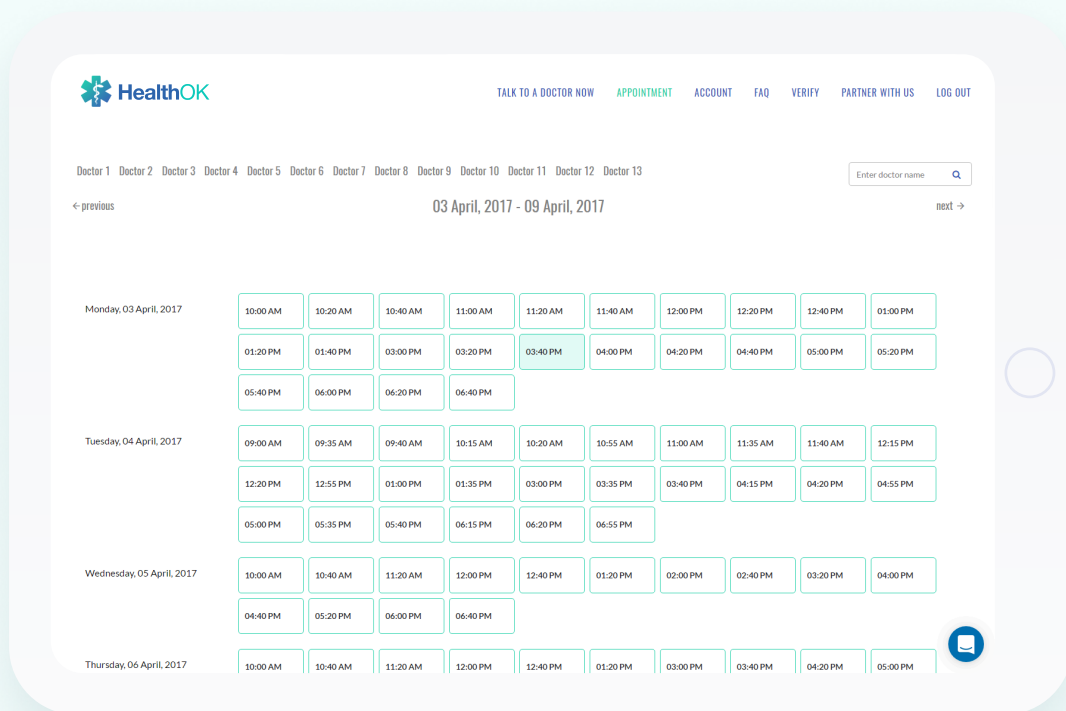 HealthOK
TALK TO A DOCTOR NOW APPOINTMENT ACCOUNT FAQ VERIFY PARTNER WITH US LOG OUT
Doctor 1 Doctor 2 Doctor 3 Doctor 4 Doctor 5 Doctor 6 Doctor 7 Doctor 8 Doctor 9 Doctor 10 Doctor 11 Doctor 12 Doctor 13
Enter doctor name
← previous 03 April, 2017 - 09 April, 2017 next →
Monday, 03 April, 2017 10:00 AM 10:20 AM 10:40 AM 11:00 AM 11:20 AM 11:40 AM 12:00 PM 12:20 PM 12:40 PM 01:00 PM
01:20 PM 01:40 PM 03:00 PM 03:20 PM 03:40 PM 04:00 PM 04:20 PM 04:40 PM 05:00 PM 05:20 PM
05:40 PM 06:00 PM 06:20 PM 06:40 PM
Tuesday, 04 April, 2017 09:00 AM 09:35 AM 09:40 AM 10:15 AM 10:20 AM 10:55 AM 11:00 AM 11:35 AM 11:40 AM 12:15 PM
12:20 PM 12:55 PM 01:00 PM 01:35 PM 03:00 PM 03:35 PM 03:40 PM 04:15 PM 04:20 PM 04:55 PM
05:00 PM 05:35 PM 05:40 PM 06:15 PM 06:20 PM 06:55 PM
Wednesday, 05 April, 2017 10:00 AM 10:40 AM 11:20 AM 12:00 PM 12:40 PM 01:20 PM 02:00 PM 02:40 PM 03:20 PM 04:00 PM
04:40 PM 05:20 PM 06:00 PM 06:40 PM
Thursday, 06 April, 2017 10:00 AM 10:40 AM 11:20 AM 12:00 PM 12:40 PM 01:20 PM 03:00 PM 03:40 PM 04:20 PM 05:00 PM